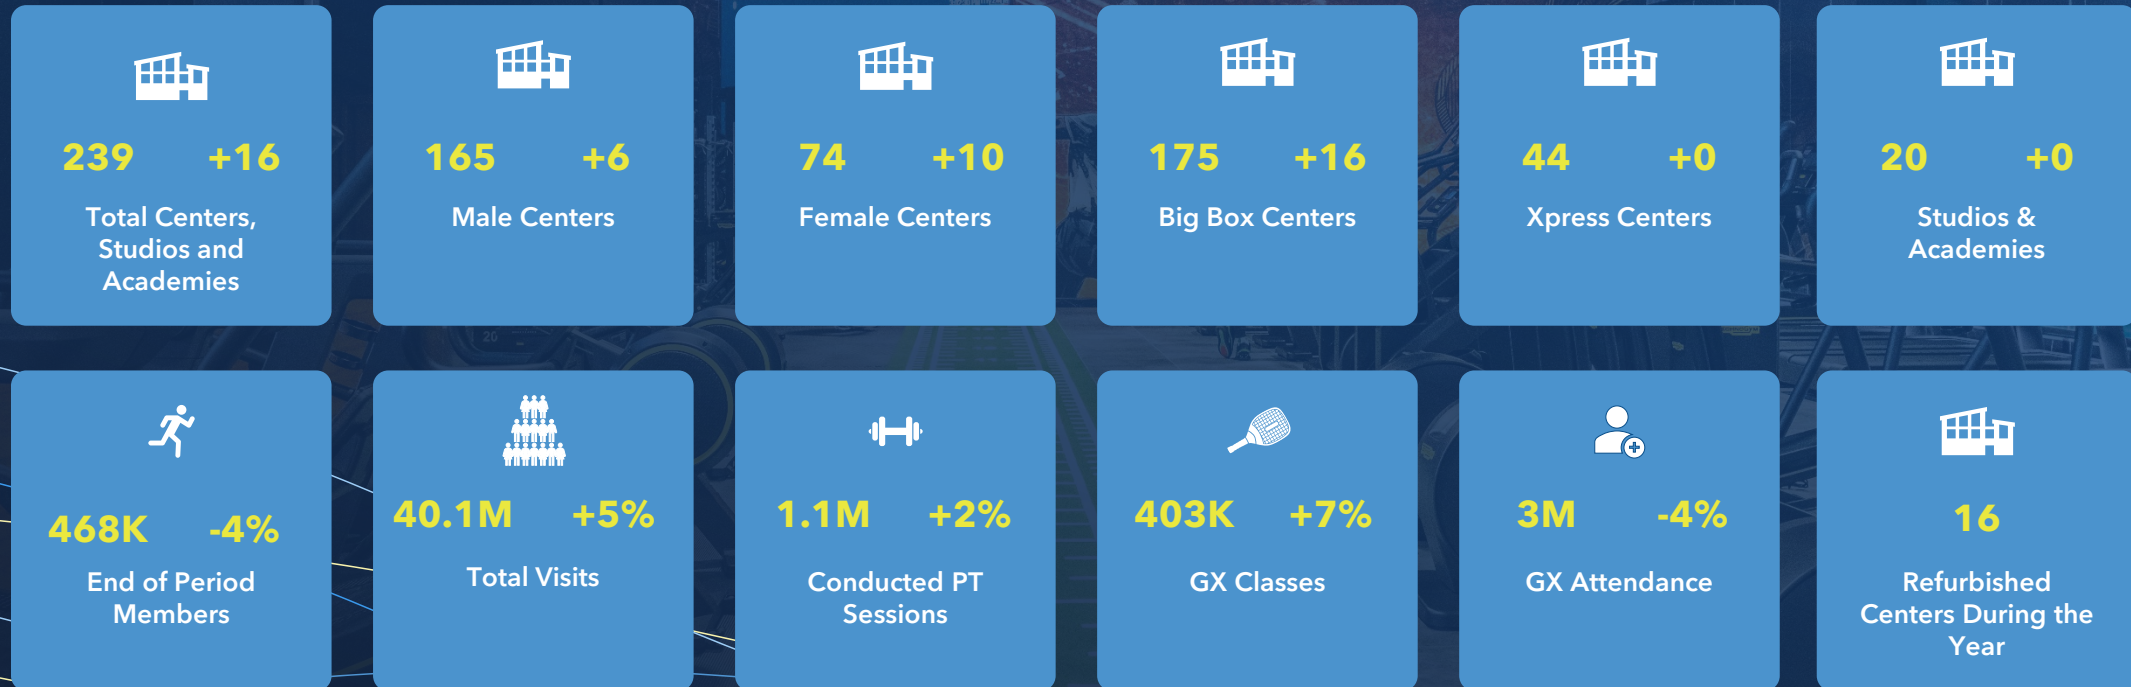 239 +16
Total Centers,
Studios and
Academies
165 +6
Male Centers
74 +10
Female Centers
175 +16
Big Box Centers
44 +0
Xpress Centers
20 +0
Studios &
Academies
468K -4%
End of Period
Members
40.1M +5%
Total Visits
1.1M +2%
Conducted PT
Sessions
403K +7%
GX Classes
3M -4%
GX Attendance
16
Refurbished
Centers During the
Year
20